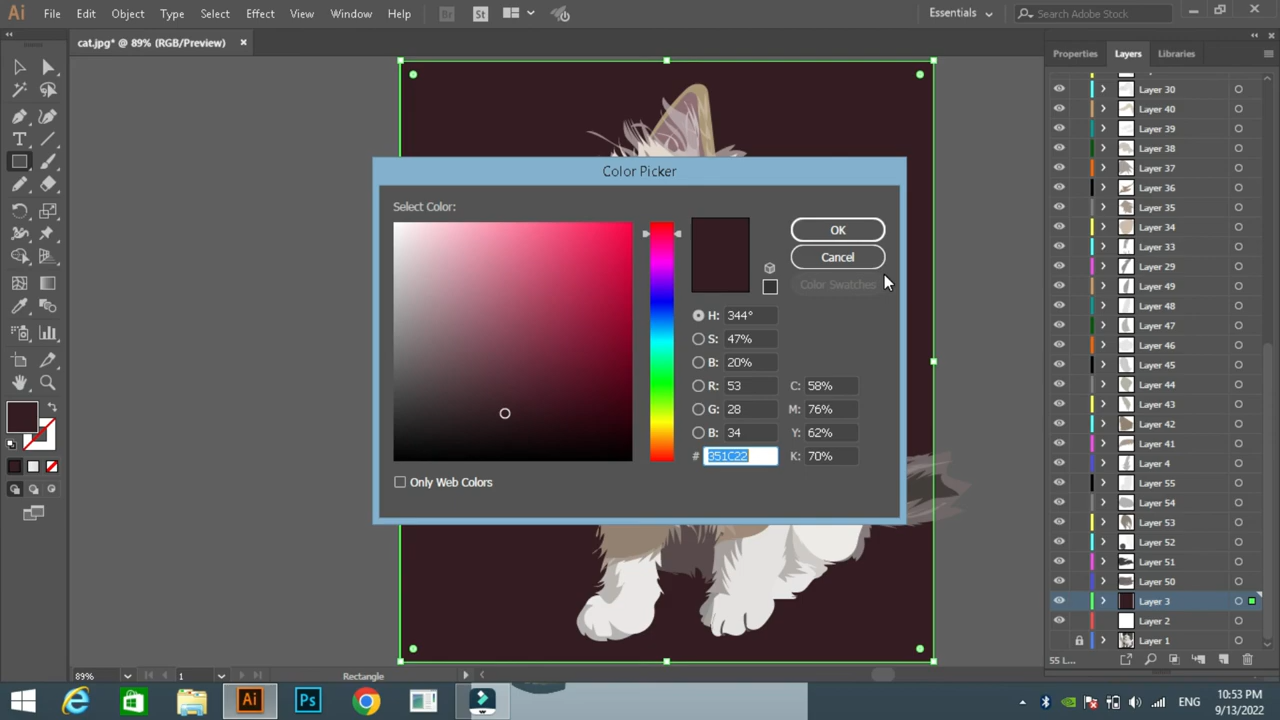 Ai File Edit Object Type Select Effect View Window Help Br St Essentials Search Adobe Stock
cat.jpg* @ 89% (RGB/Preview)
Properties Layers Libraries
Layer 30
Layer 40
Layer 39
Layer 38
Layer 37
Layer 36
Layer 35
Layer 34
Layer 33
Layer 29
Layer 49
Layer 48
Layer 47
Layer 46
Layer 45
Layer 44
Layer 43
Layer 42
Layer 41
Layer 4
Layer 55
Layer 54
Layer 53
Layer 52
Layer 51
Layer 50
Layer 3
Layer 2
Layer 1
55 L...
Color Picker
Select Color:
OK
Cancel
Color Swatches
H: 344°
S: 47%
B: 20%
R: 53 C: 58%
G: 28 M: 76%
B: 34 Y: 62%
# 351C22 K: 70%
Only Web Colors
89% 1 Rectangle
Ai Ps
10:53 PM
9/13/2022